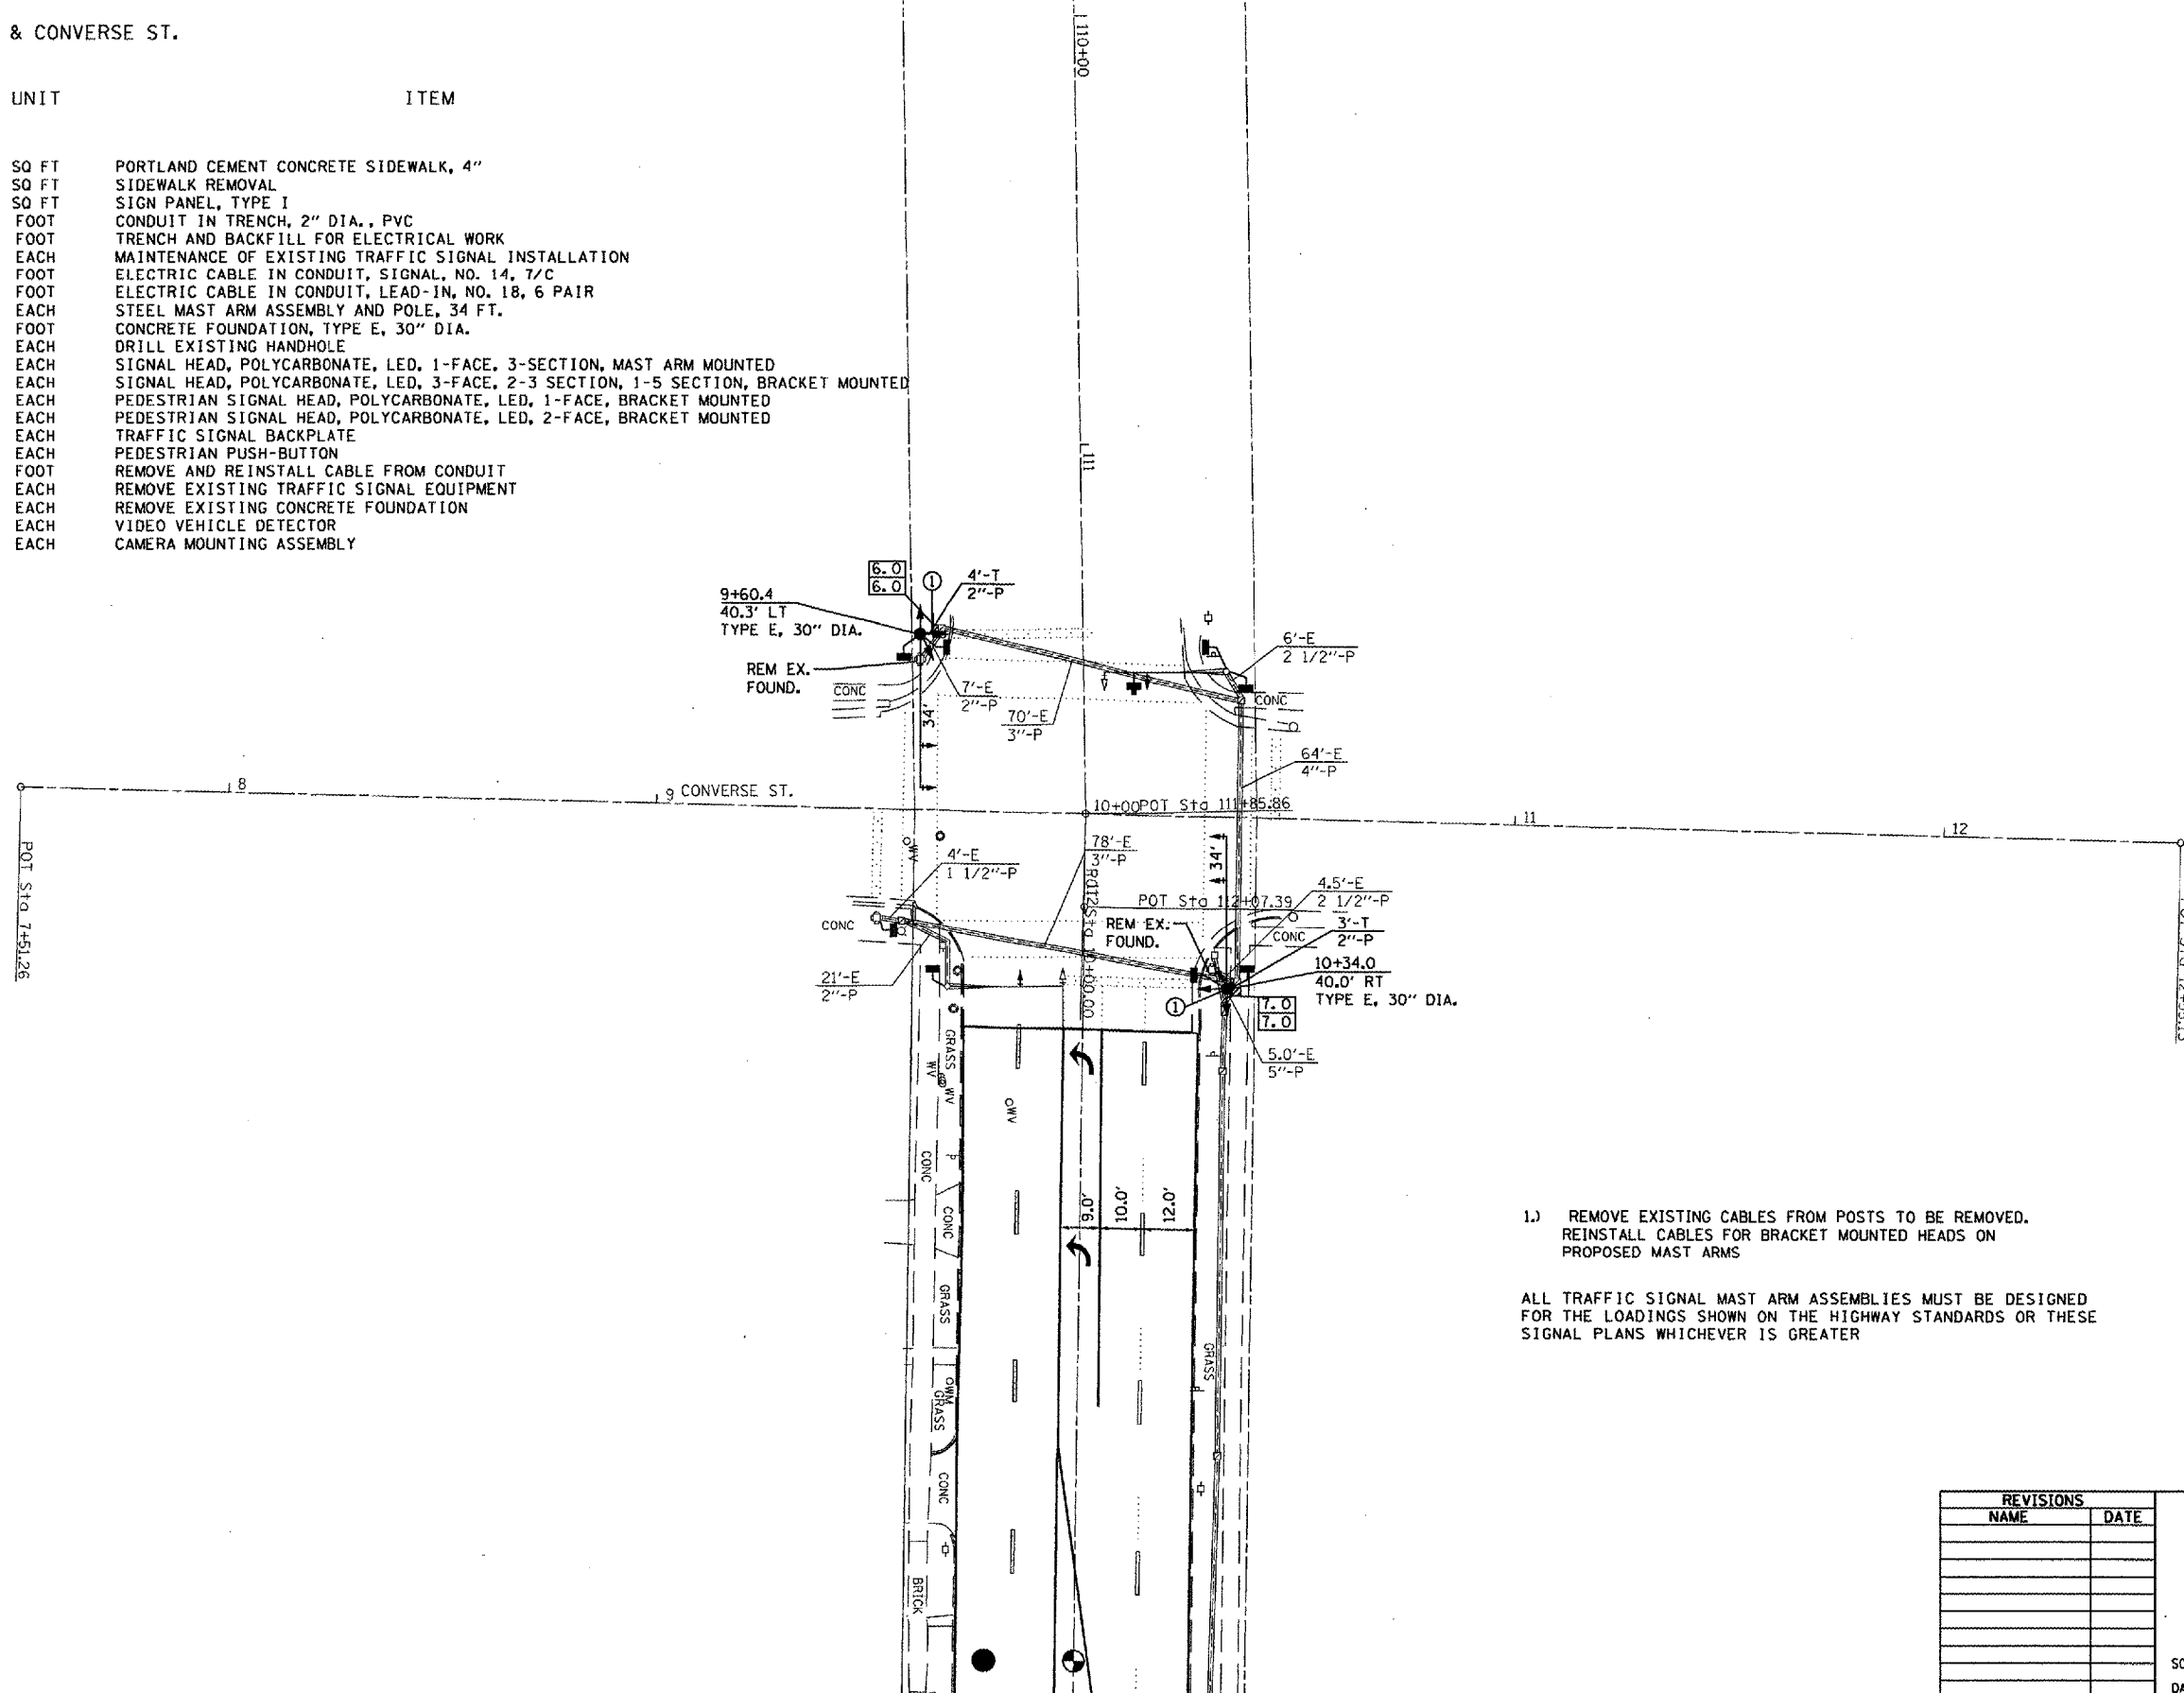 & CONVERSE ST.
UNIT ITEM
SQ FT PORTLAND CEMENT CONCRETE SIDEWALK, 4"
SQ FT SIDEWALK REMOVAL
SQ FT SIGN PANEL, TYPE I
FOOT CONDUIT IN TRENCH, 2" DIA., PVC
FOOT TRENCH AND BACKFILL FOR ELECTRICAL WORK
EACH MAINTENANCE OF EXISTING TRAFFIC SIGNAL INSTALLATION
FOOT ELECTRIC CABLE IN CONDUIT, SIGNAL, NO. 14, 7/C
FOOT ELECTRIC CABLE IN CONDUIT, LEAD-IN, NO. 18, 6 PAIR
EACH STEEL MAST ARM ASSEMBLY AND POLE, 34 FT.
FOOT CONCRETE FOUNDATION, TYPE E, 30" DIA.
EACH DRILL EXISTING HANDHOLE
EACH SIGNAL HEAD, POLYCARBONATE, LED, 1-FACE, 3-SECTION, MAST ARM MOUNTED
EACH SIGNAL HEAD, POLYCARBONATE, LED, 3-FACE, 2-3 SECTION, 1-5 SECTION, BRACKET MOUNTED
EACH PEDESTRIAN SIGNAL HEAD, POLYCARBONATE, LED, 1-FACE, BRACKET MOUNTED
EACH PEDESTRIAN SIGNAL HEAD, POLYCARBONATE, LED, 2-FACE, BRACKET MOUNTED
EACH TRAFFIC SIGNAL BACKPLATE
EACH PEDESTRIAN PUSH-BUTTON
FOOT REMOVE AND REINSTALL CABLE FROM CONDUIT
EACH REMOVE EXISTING TRAFFIC SIGNAL EQUIPMENT
EACH REMOVE EXISTING CONCRETE FOUNDATION
EACH VIDEO VEHICLE DETECTOR
EACH CAMERA MOUNTING ASSEMBLY
110+00
111
6.0
6.0
1
4'-T
2"-P
9+60.4
40.3' LT
TYPE E, 30" DIA.
REM EX.
FOUND.
CONC
7'-E
2"-P
34'
70'-E
3"-P
6'-E
2 1/2"-P
CONC
64'-E
4"-P
8
9 CONVERSE ST.
10+00 POT Sta 111+85.86
11
12
POT Sta 7+51.26
WV
4'-E
1 1/2"-P
78'-E
3"-P
34'
POT Sta 112+07.39
4.5'-E
2 1/2"-P
CONC
REM EX.
FOUND.
CONC
3'-T
2"-P
10+34.0
40.0' RT
TYPE E, 30" DIA.
21'-E
2"-P
1
7.0
7.0
5.0'-E
5"-P
GRASS
WV
WV
WV
CONC
CONC
9.0'
10.0'
12.0'
GRASS
GRASS
WM
GRASS
CONC
BRICK
1.) REMOVE EXISTING CABLES FROM POSTS TO BE REMOVED.
REINSTALL CABLES FOR BRACKET MOUNTED HEADS ON
PROPOSED MAST ARMS
ALL TRAFFIC SIGNAL MAST ARM ASSEMBLIES MUST BE DESIGNED
FOR THE LOADINGS SHOWN ON THE HIGHWAY STANDARDS OR THESE
SIGNAL PLANS WHICHEVER IS GREATER
REVISIONS
NAME DATE